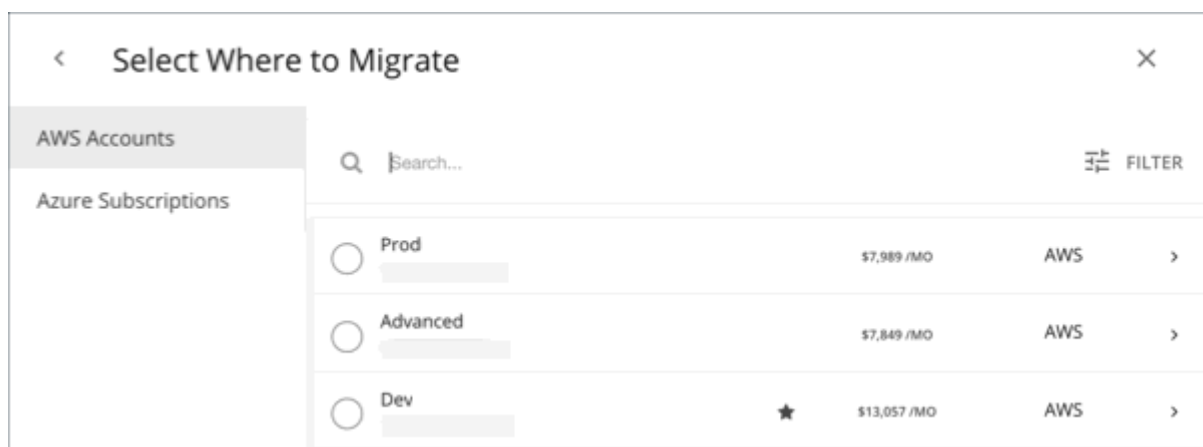 Select Where to Migrate
AWS Accounts
Azure Subscriptions
Search...
FILTER
Prod
$7,989 /MO
AWS
Advanced
$7,849 /MO
AWS
Dev
$13,057 /MO
AWS